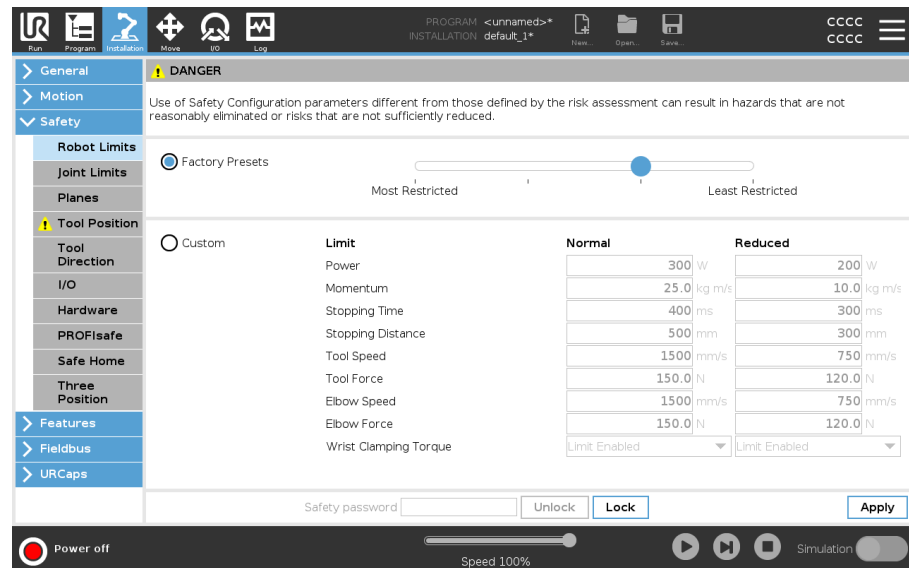 PROGRAM <unnamed>*
INSTALLATION default_1*
CCCC
CCCC
Run Program Installation Move I/O Log New... Open... Save...
General
Motion
Safety
Robot Limits
Joint Limits
Planes
Tool Position
Tool
Direction
I/O
Hardware
PROFIsafe
Safe Home
Three
Position
Features
Fieldbus
URCaps
DANGER
Use of Safety Configuration parameters different from those defined by the risk assessment can result in hazards that are not
reasonably eliminated or risks that are not sufficiently reduced.
Factory Presets
Most Restricted Least Restricted
Custom Limit Normal Reduced
Power 300 W 200 W
Momentum 25.0 kg m/s 10.0 kg m/s
Stopping Time 400 ms 300 ms
Stopping Distance 500 mm 300 mm
Tool Speed 1500 mm/s 750 mm/s
Tool Force 150.0 N 120.0 N
Elbow Speed 1500 mm/s 750 mm/s
Elbow Force 150.0 N 120.0 N
Wrist Clamping Torque Limit Enabled Limit Enabled
Safety password Unlock Lock Apply
Power off Speed 100% Simulation